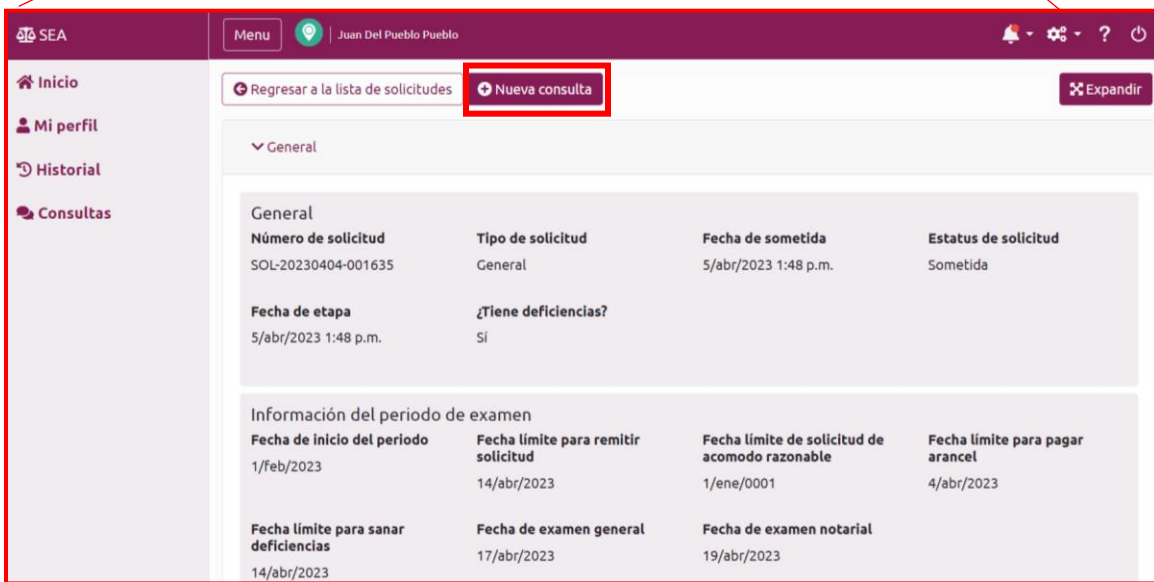 SEA
Menu
| Juan Del Pueblo Pueblo
?
Inicio
Mi perfil
Historial
Consultas
Regresar a la lista de solicitudes
Nueva consulta
Expandir
General
General
Número de solicitud
Tipo de solicitud
Fecha de sometida
Estatus de solicitud
SOL-20230404-001635
General
5/abr/2023 1:48 p.m.
Sometida
Fecha de etapa
¿Tiene deficiencias?
5/abr/2023 1:48 p.m.
Sí
Información del periodo de examen
Fecha de inicio del periodo
1/feb/2023
Fecha límite para remitir
solicitud
14/abr/2023
Fecha límite de solicitud de
acomodo razonable
1/ene/0001
Fecha límite para pagar
arancel
4/abr/2023
Fecha límite para sanar
deficiencias
14/abr/2023
Fecha de examen general
17/abr/2023
Fecha de examen notarial
19/abr/2023